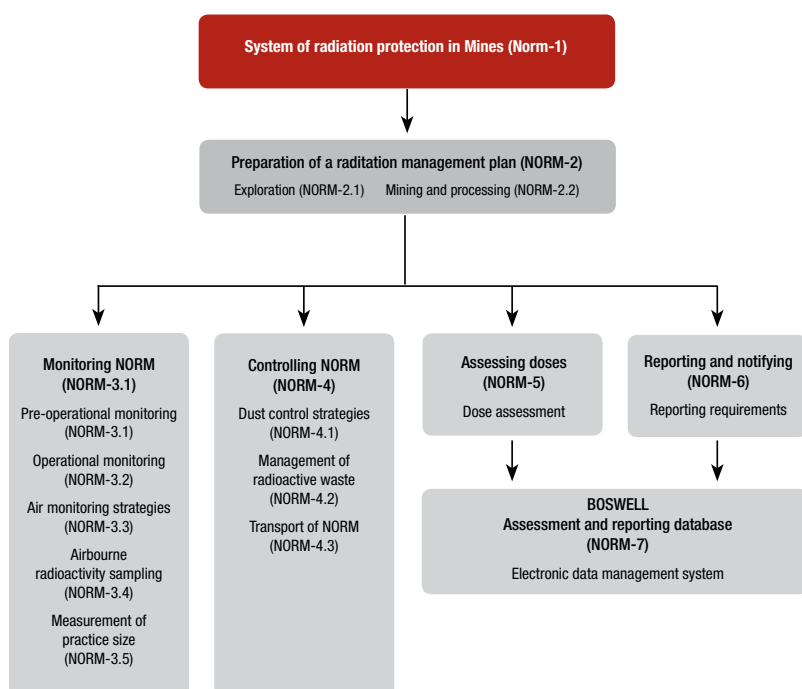 System of radiation protection in Mines (Norm-1)
Preparation of a raditation management plan (NORM-2)
Exploration (NORM-2.1) Mining and processing (NORM-2.2)
Monitoring NORM
(NORM-3.1)
Pre-operational monitoring
(NORM-3.1)
Operational monitoring
(NORM-3.2)
Air monitoring strategies
(NORM-3.3)
Airbourne
radioactivity sampling
(NORM-3.4)
Measurement of
practice size
(NORM-3.5)
Controlling NORM
(NORM-4)
Dust control strategies
(NORM-4.1)
Management of
radioactive waste
(NORM-4.2)
Transport of NORM
(NORM-4.3)
Assessing doses
(NORM-5)
Dose assessment
Reporting and notifying
(NORM-6)
Reporting requirements
BOSWELL
Assessment and reporting database
(NORM-7)
Electronic data management system